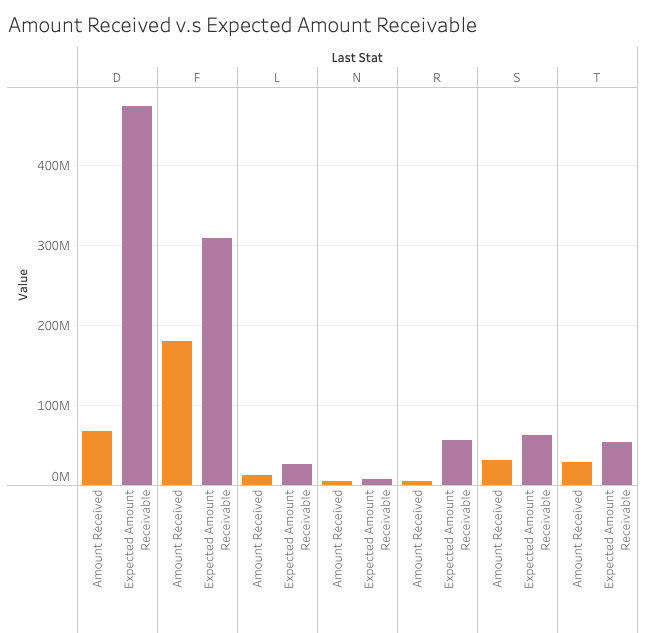 Amount Received v.s Expected Amount Receivable
Last Stat
D F L N R S T
400M
300M
200M
100M
0M
Value
Amount Received
Expected Amount
Receivable
Amount Received
Expected Amount
Receivable
Amount Received
Expected Amount
Receivable
Amount Received
Expected Amount
Receivable
Amount Received
Expected Amount
Receivable
Amount Received
Expected Amount
Receivable
Amount Received
Expected Amount
Receivable